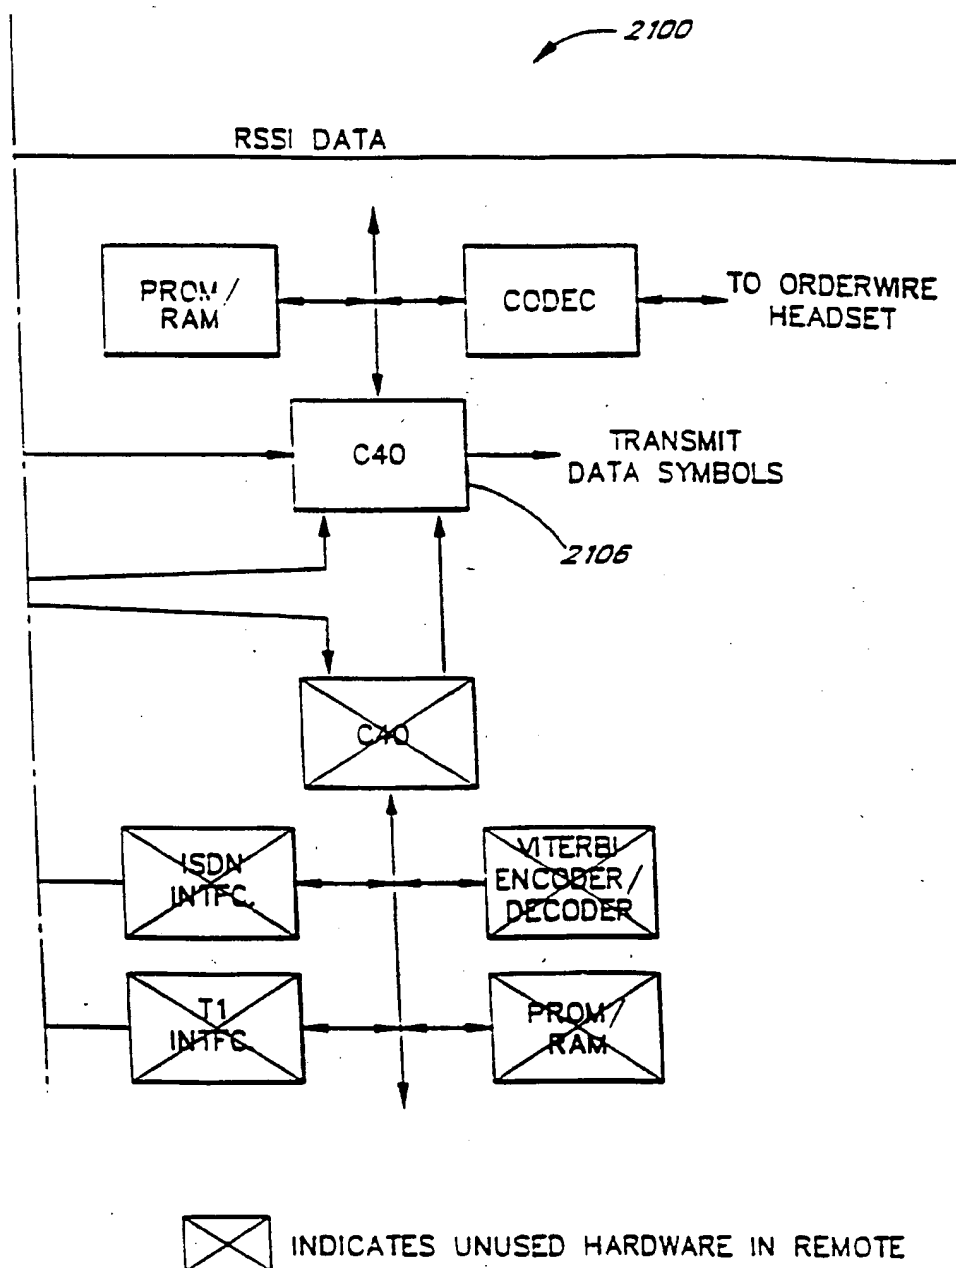 2100
RSSI DATA
PROM/
RAM
CODEC
TO ORDERWIRE
HEADSET
C40
TRANSMIT
DATA SYMBOLS
2106
C40
ISDN
INTFC.
VITERBI
ENCODER/
DECODER
T1
INTFC.
PROM/
RAM
INDICATES UNUSED HARDWARE IN REMOTE